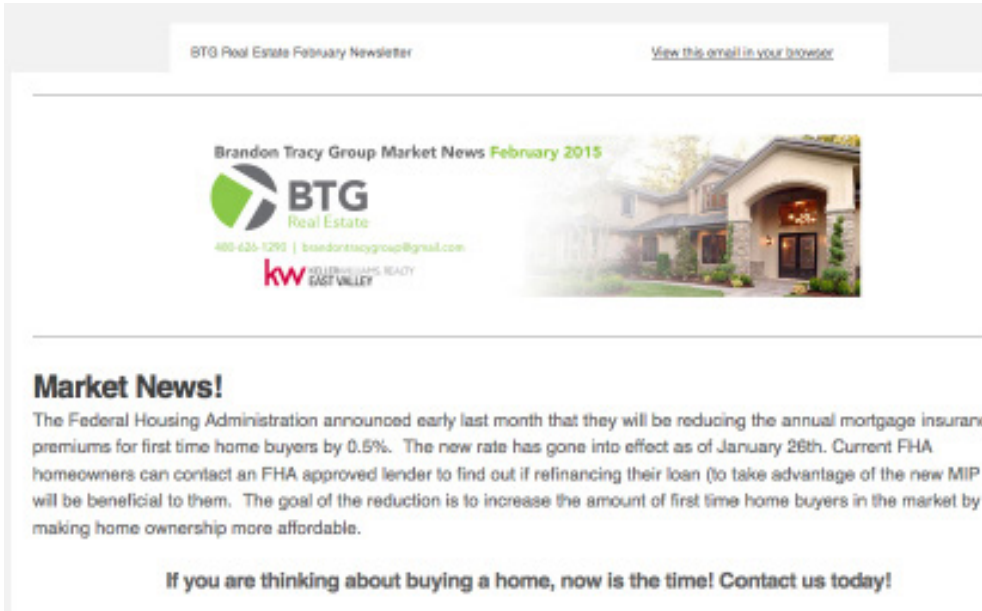 BTG Real Estate February Newsletter
View this email in your browser
Brandon Tracy Group Market News February 2015
BTG
Real Estate
480-626-1290 | brandontracygroup@gmail.com
kw KELLERWILLIAMS. REALTY
EAST VALLEY
Market News!
The Federal Housing Administration announced early last month that they will be reducing the annual mortgage insuran
premiums for first time home buyers by 0.5%. The new rate has gone into effect as of January 26th. Current FHA
homeowners can contact an FHA approved lender to find out if refinancing their loan (to take advantage of the new MIP
will be beneficial to them. The goal of the reduction is to increase the amount of first time home buyers in the market by
making home ownership more affordable.
If you are thinking about buying a home, now is the time! Contact us today!